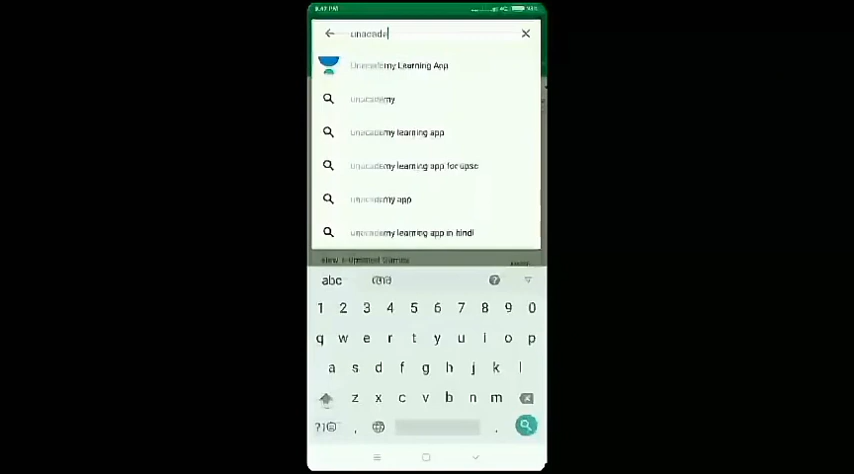 unacade
Unacademy Learning App
unacademy
unacademy learning app
unacademy learning app for upsc
unacademy app
unacademy learning app in hindi
abc
1 2 3 4 5 6 7 8 9 0
q w e r t y u i o p
a s d f g h j k l
z x c v b n m